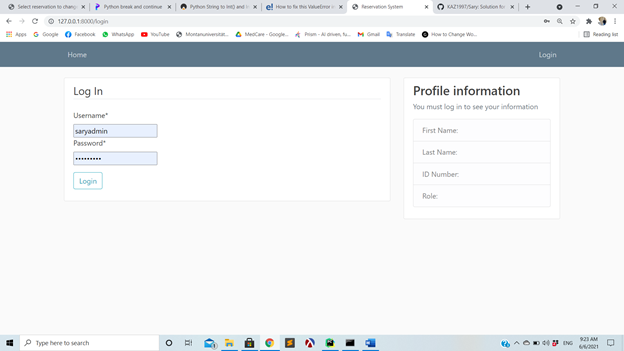 Select reservation to chang
Python break and continue
Python String to Int() and Int
How to fix this ValueError i
Reservation System
KAZ1997/Sary: Solution fo
127.0.0.1:8000/login
Apps
Google
Facebook
WhatsApp
YouTube
Montanuniversität...
MedCare - Google...
Prism - AI driven, fu...
Gmail
Translate
How to Change Wo...
Reading list
Home
Login
Log In
Username*
saryadmin
Password*
Login
Profile information
You must log in to see your information
First Name:
Last Name:
ID Number:
Role:
Type here to search
ENG
9:23 AM
6/6/2021